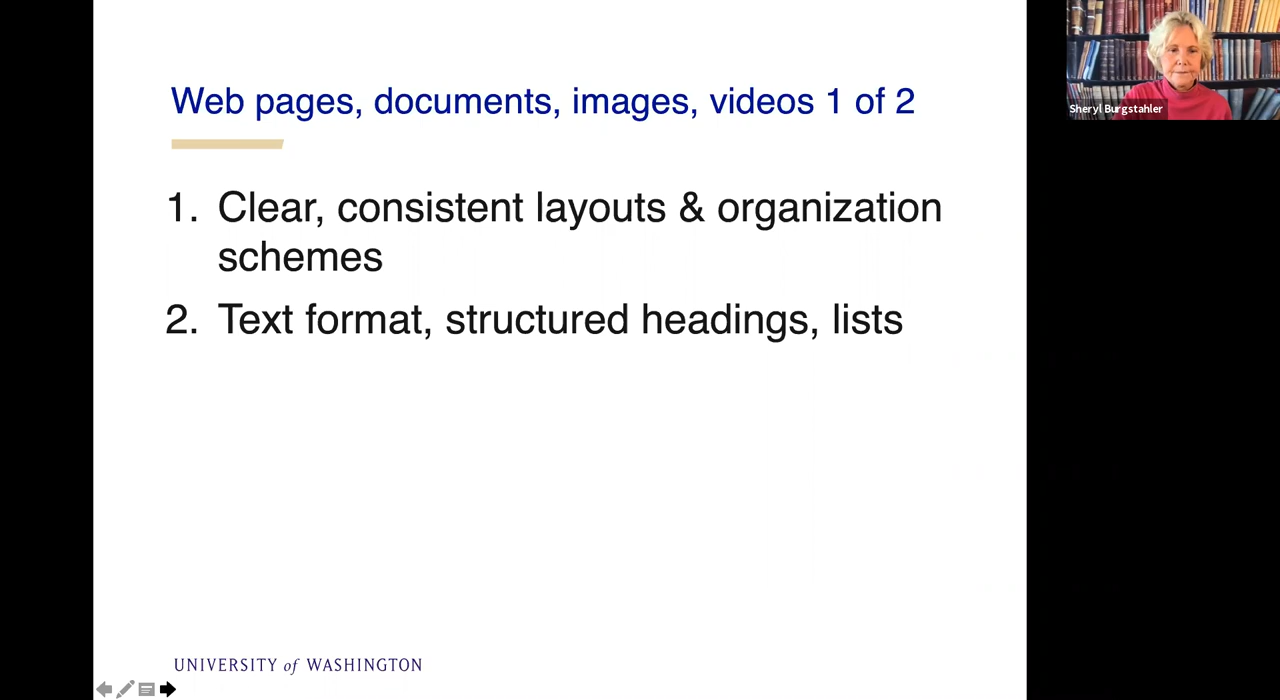 Web pages, documents, images, videos 1 of 2
1. Clear, consistent layouts & organization
schemes
2. Text format, structured headings, lists
UNIVERSITY of WASHINGTON
Sheryl Burgstahler